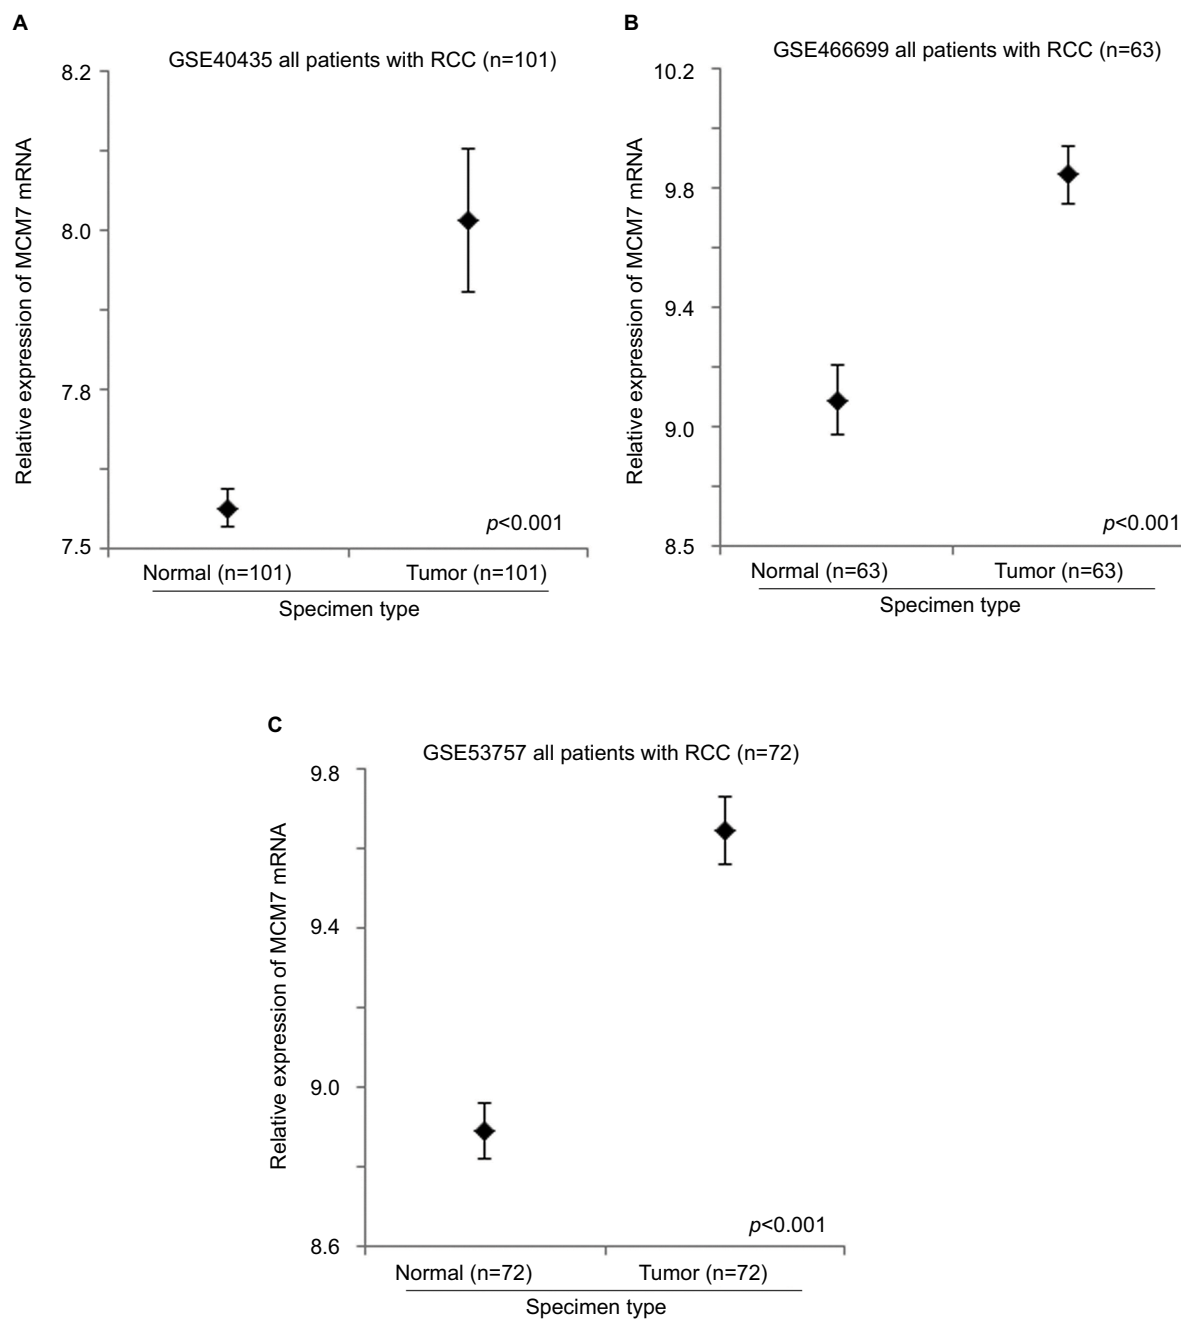 A
GSE40435 all patients with RCC (n=101)
Relative expression of MCM7 mRNA
8.2
8.0
7.8
7.5
p<0.001
Normal (n=101)
Tumor (n=101)
Specimen type
B
GSE466699 all patients with RCC (n=63)
Relative expression of MCM7 mRNA
10.2
9.8
9.4
9.0
8.5
p<0.001
Normal (n=63)
Tumor (n=63)
Specimen type
C
GSE53757 all patients with RCC (n=72)
Relative expression of MCM7 mRNA
9.8
9.4
9.0
8.6
p<0.001
Normal (n=72)
Tumor (n=72)
Specimen type